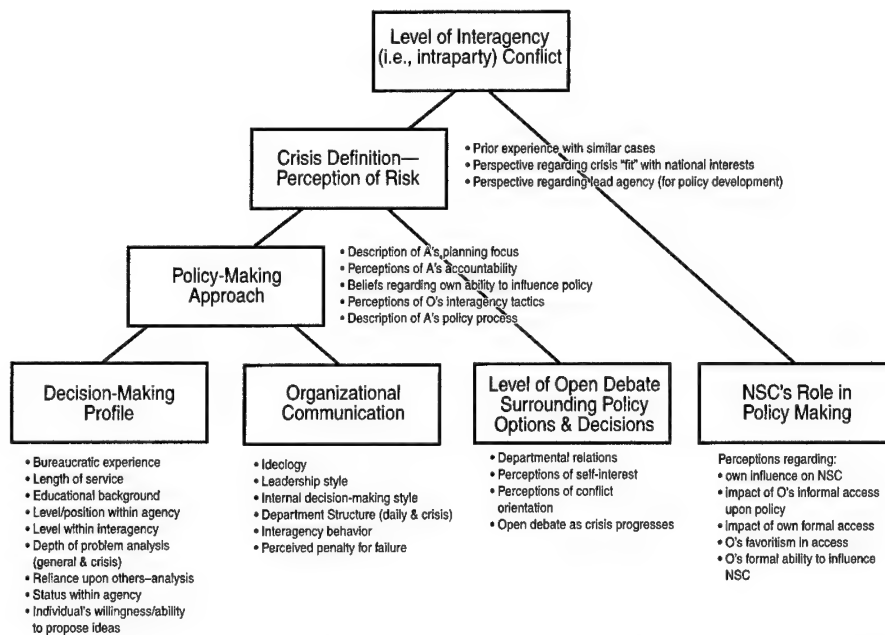 Level of Interagency
(i.e., intraparty) Conflict
Crisis Definition—
Perception of Risk
• Prior experience with similar cases
• Perspective regarding crisis "fit" with national interests
• Perspective regarding lead agency (for policy development)
Policy-Making
Approach
• Description of A's planning focus
• Perceptions of A's accountability
• Beliefs regarding own ability to influence policy
• Perceptions of O's interagency tactics
• Description of A's policy process
Decision-Making
Profile
• Bureaucratic experience
• Length of service
• Educational background
• Level/position within agency
• Level within interagency
• Depth of problem analysis
(general & crisis)
• Reliance upon others–analysis
• Status within agency
• Individual's willingness/ability
to propose ideas
Organizational
Communication
• Ideology
• Leadership style
• Internal decision-making style
• Department Structure (daily & crisis)
• Interagency behavior
• Perceived penalty for failure
Level of Open Debate
Surrounding Policy
Options & Decisions
• Departmental relations
• Perceptions of self-interest
• Perceptions of conflict
orientation
• Open debate as crisis progresses
NSC's Role in
Policy Making
Perceptions regarding:
• own influence on NSC
• impact of O's informal access
upon policy
• Impact of own formal access
• O's favoritism in access
• O's formal ability to influence
NSC